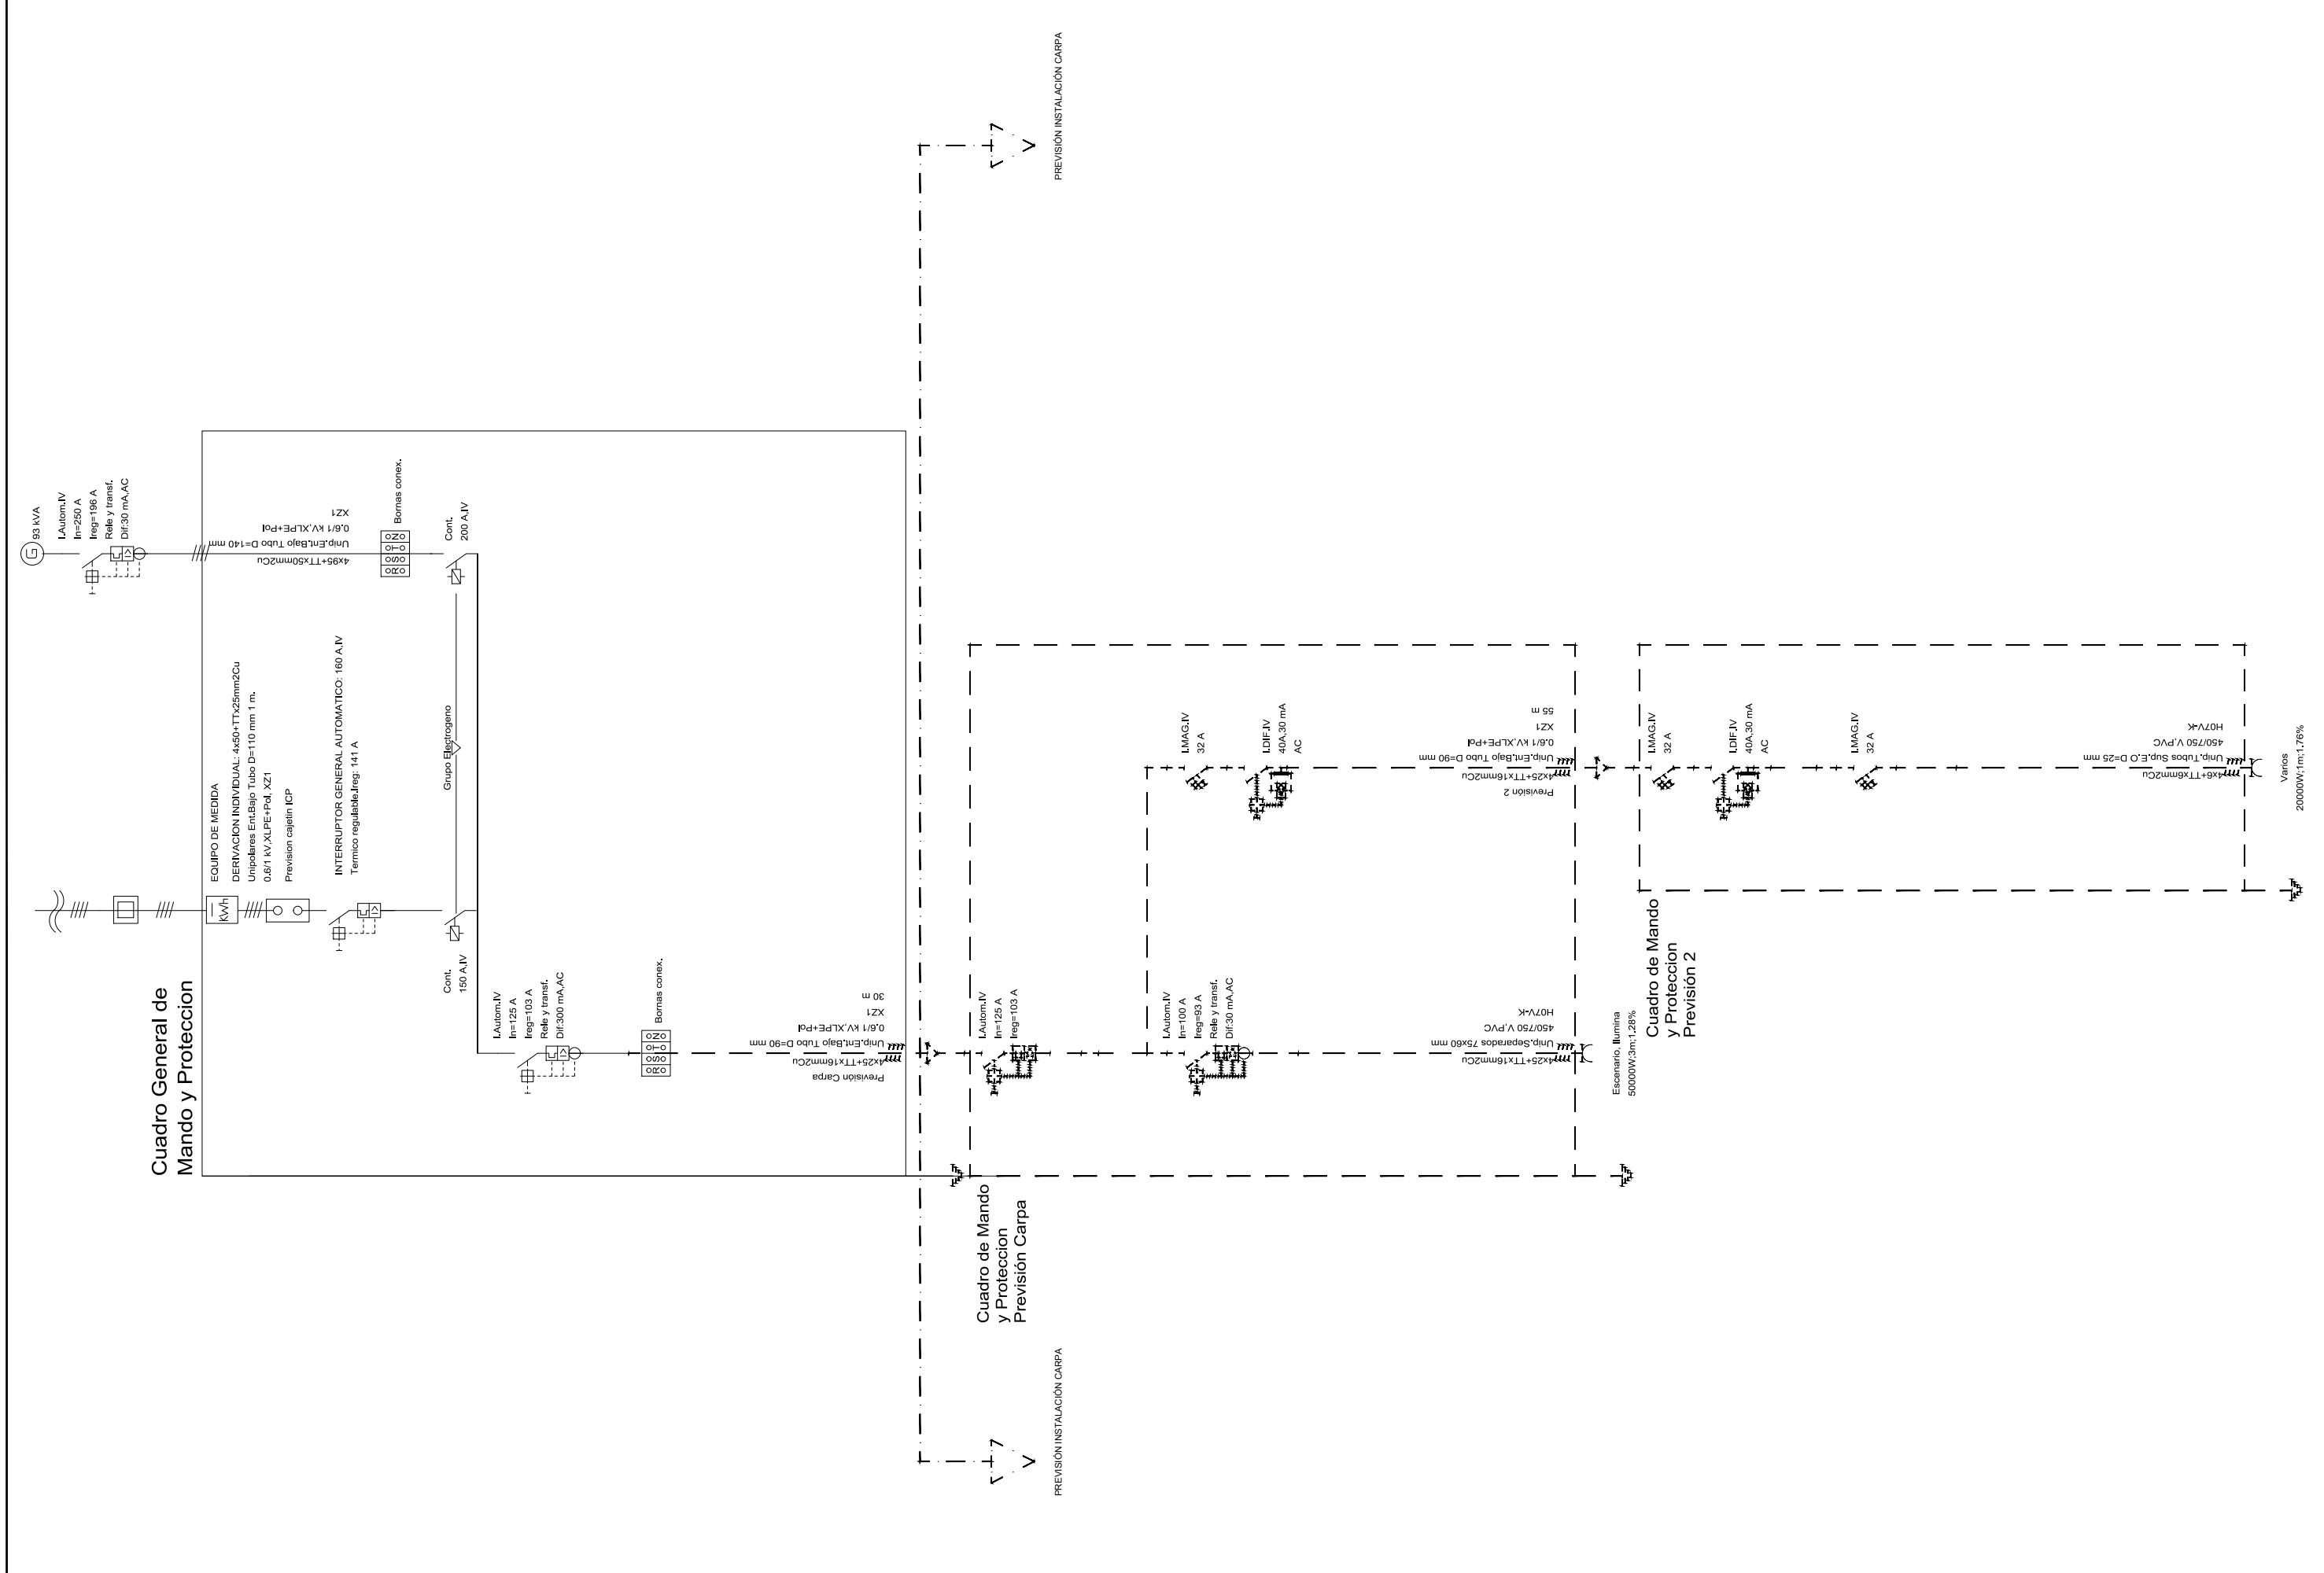 93 kVA
I.Autom.IV
In=250 A
Ireg=196 A
Rele y transf.
Dif:30 mA,AC
4x95+TTx50mm2Cu
Unip.Ent.Bajo Tubo D=140 mm
0.6/1 kV,XLPE+Pol
XZ1
R S T N
Bornas conex.
Cont.
200 A,IV
Cuadro General de
Mando y Proteccion
kWh
EQUIPO DE MEDIDA
DERIVACION INDIVIDUAL: 4x50+TTx25mm2Cu
Unipolares Ent.Bajo Tubo D=110 mm 1 m.
0.6/1 kV,XLPE+Pol, XZ1
Prevision cajetin ICP
INTERRUPTOR GENERAL AUTOMATICO: 160 A,IV
Termico regulable.Ireg: 141 A
Grupo Electrogeno
Cont.
150 A,IV
I.Autom.IV
In=125 A
Ireg=103 A
Rele y transf.
Dif:300 mA,AC
R S T N
Bornas conex.
Previsión Carpa
4x25+TTx16mm2Cu
Unip.Ent.Bajo Tubo D=90 mm
0.6/1 kV,XLPE+Pol
XZ1
30 m
PREVISIÓN INSTALACIÓN CARPA
PREVISIÓN INSTALACIÓN CARPA
Cuadro de Mando
y Proteccion
Previsión Carpa
I.Autom.IV
In=125 A
Ireg=103 A
I.Autom.IV
In=100 A
Ireg=93 A
Rele y transf.
Dif:30 mA,AC
4x25+TTx16mm2Cu
Unip.Separados 75x60 mm
450/750 V,PVC
H07V-K
Escenario, Ilumina
50000W;3m;1,28%
I.MAG.IV
32 A
I.DIF.IV
40A,30 mA
AC
Previsión 2
4x25+TTx16mm2Cu
Unip.Ent.Bajo Tubo D=90 mm
0.6/1 kV,XLPE+Pol
XZ1
55 m
Cuadro de Mando
y Proteccion
Previsión 2
I.MAG.IV
32 A
I.DIF.IV
40A,30 mA
AC
I.MAG.IV
32 A
4x6+TTx6mm2Cu
Unip.Tubos Sup.E.O D=25 mm
450/750 V,PVC
H07V-K
Varios
20000W;1m;1,76%